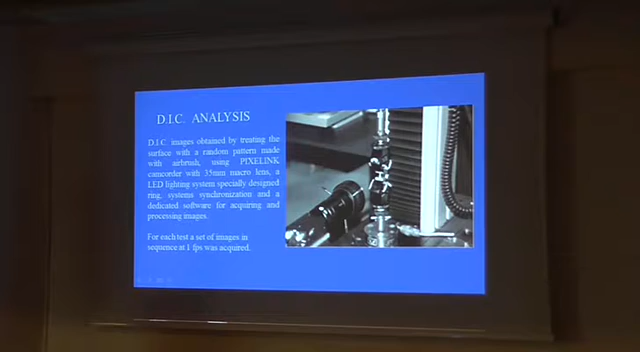 D.I.C. ANALYSIS
D.I.C. images obtained by treating the
surface with a random pattern made
with airbrush, using PIXELINK
camcorder with 35mm macro lens, a
LED lighting system specially designed
ring, systems synchronization and a
dedicated software for acquiring and
processing images.
For each test a set of images in
sequence at 1 fps was acquired.